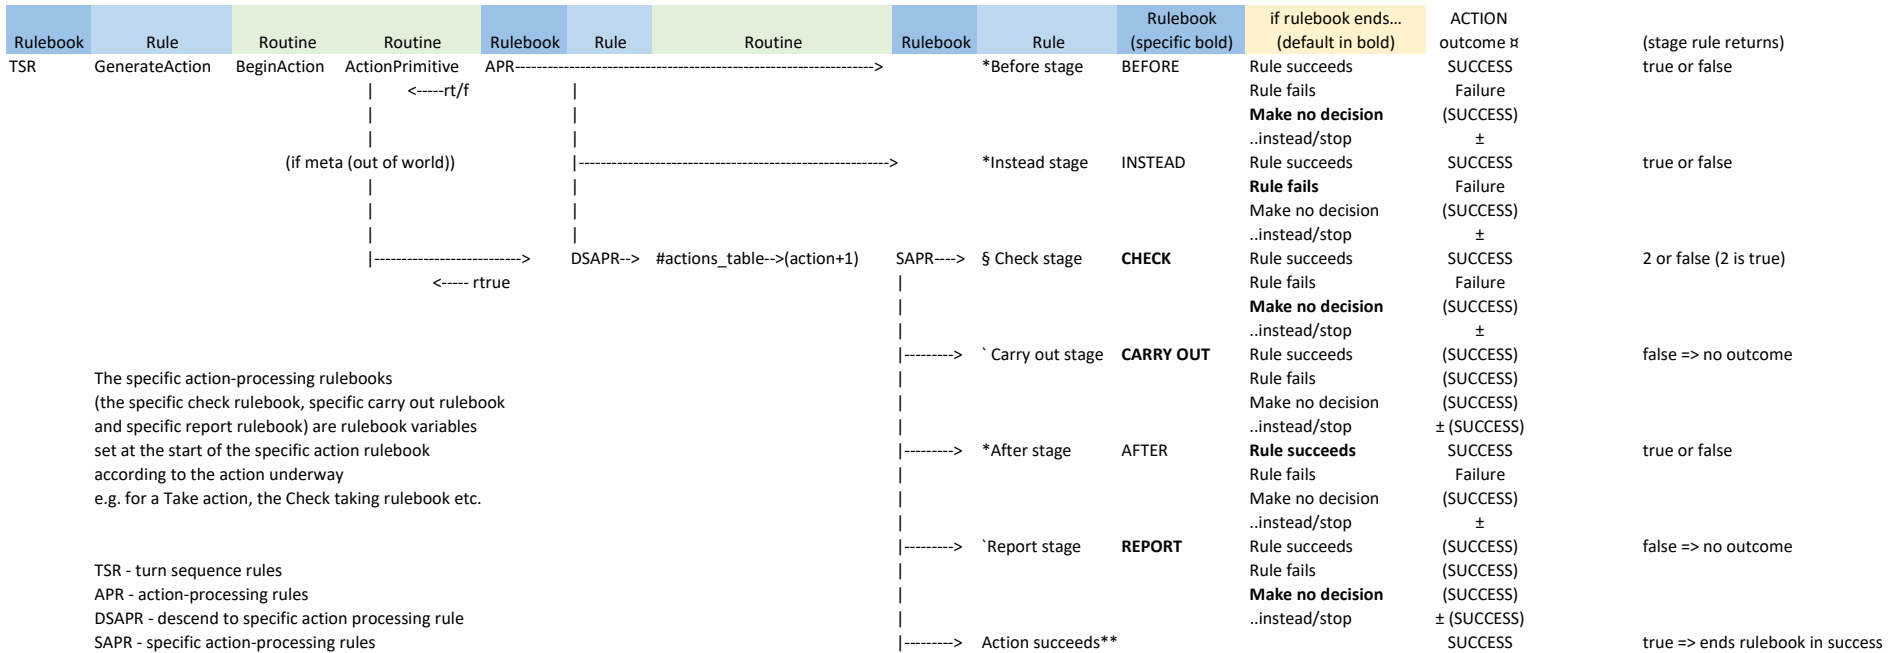 Rulebook if rulebook ends... ACTION
Rulebook Rule Routine Routine Rulebook Rule Routine Rulebook Rule (specific bold) (default in bold) outcome ¤ (stage rule returns)
TSR GenerateAction BeginAction ActionPrimitive APR------------------------------------------------------------------> *Before stage BEFORE Rule succeeds SUCCESS true or false
| <-----rt/f | Rule fails Failure
| | Make no decision (SUCCESS)
| | ..instead/stop ±
(if meta (out of world)) |---------------------------------------------------------> *Instead stage INSTEAD Rule succeeds SUCCESS true or false
| | Rule fails Failure
| | Make no decision (SUCCESS)
| | ..instead/stop ±
|---------------------------> DSAPR--> #actions_table-->(action+1) SAPR----> § Check stage CHECK Rule succeeds SUCCESS 2 or false (2 is true)
<----- rtrue | Rule fails Failure
| Make no decision (SUCCESS)
| ..instead/stop ±
|---------> ` Carry out stage CARRY OUT Rule succeeds (SUCCESS) false => no outcome
The specific action-processing rulebooks | Rule fails (SUCCESS)
(the specific check rulebook, specific carry out rulebook | Make no decision (SUCCESS)
and specific report rulebook) are rulebook variables | ..instead/stop ± (SUCCESS)
set at the start of the specific action rulebook |---------> *After stage AFTER Rule succeeds SUCCESS true or false
according to the action underway | Rule fails Failure
e.g. for a Take action, the Check taking rulebook etc. | Make no decision (SUCCESS)
| ..instead/stop ±
|---------> `Report stage REPORT Rule succeeds (SUCCESS) false => no outcome
TSR - turn sequence rules | Rule fails (SUCCESS)
APR - action-processing rules | Make no decision (SUCCESS)
DSAPR - descend to specific action processing rule | ..instead/stop ± (SUCCESS)
SAPR - specific action-processing rules |---------> Action succeeds** SUCCESS true => ends rulebook in success